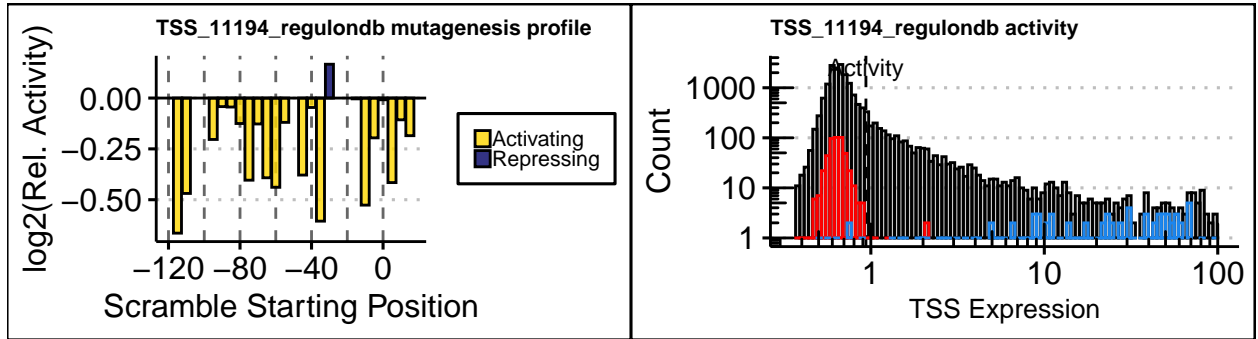 TSS_11194_regulondb mutagenesis profile
log2(Rel. Activity)
0.00
−0.25
−0.50
−120 −80 −40 0
Scramble Starting Position
Activating
Repressing
TSS_11194_regulondb activity
Activity
Count
1000
100
10
1
1 10 100
TSS Expression